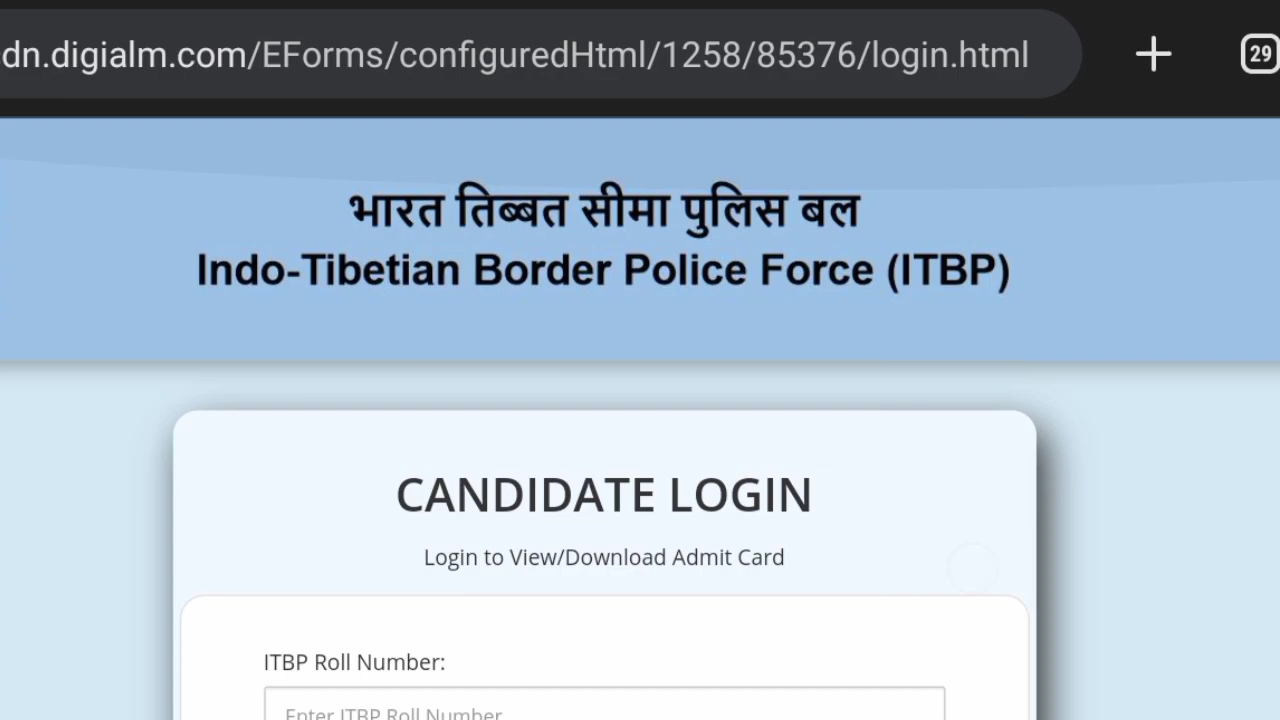 dn.digialm.com/EForms/configuredHtml/1258/85376/login.html
29
भारत तिब्बत सीमा पुलिस बल
Indo-Tibetian Border Police Force (ITBP)
CANDIDATE LOGIN
Login to View/Download Admit Card
ITBP Roll Number:
Enter ITBP Roll Number